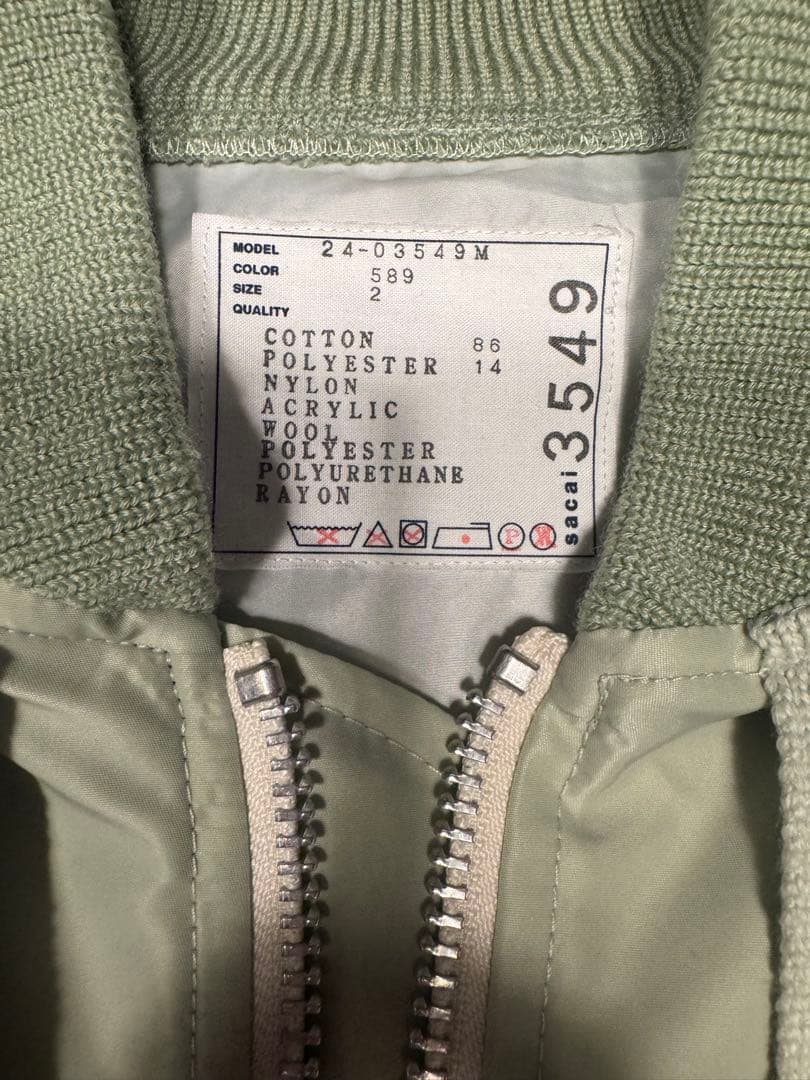 MODEL 24-03549M
COLOR 589
SIZE 2
QUALITY
COTTON 86
POLYESTER 14
NYLON
ACRYLIC
WOOL
POLYESTER
POLYURETHANE
RAYON
P
W
sacai 3549